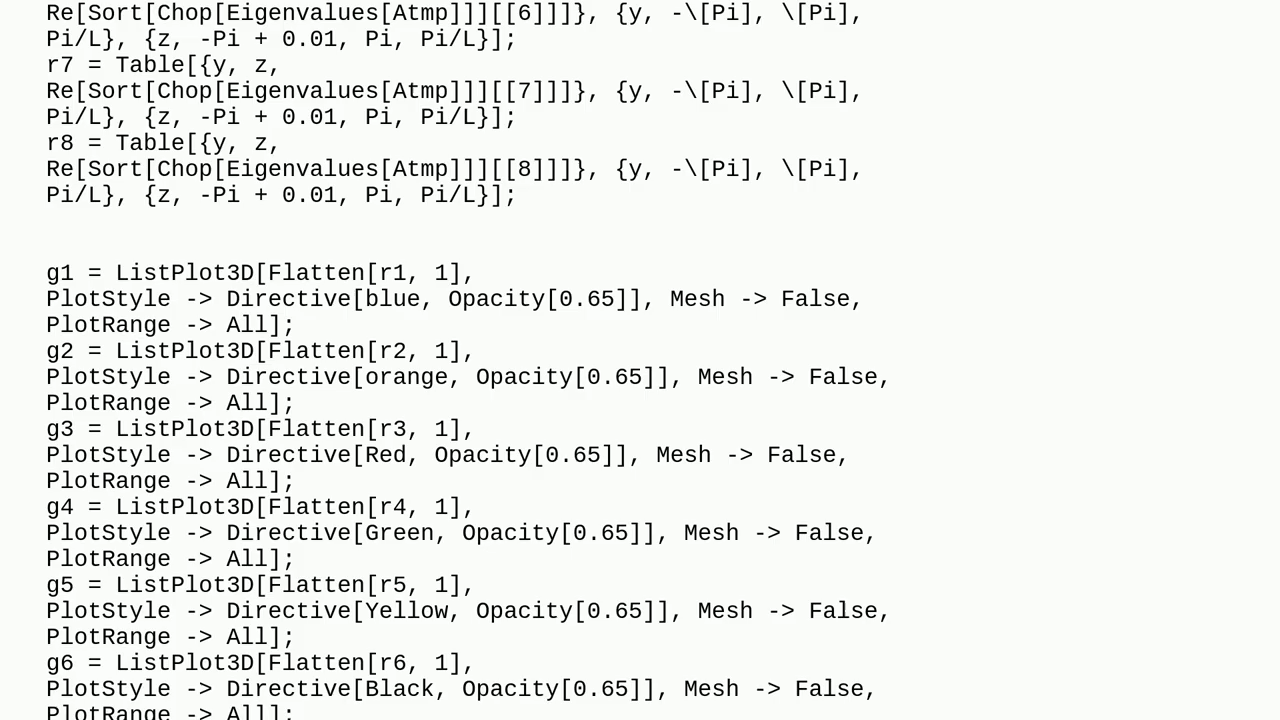 Re[Sort[Chop[Eigenvalues[Atmp]]][[6]]]}, {y, -\[Pi], \[Pi],
Pi/L}, {z, -Pi + 0.01, Pi, Pi/L}];
r7 = Table[{y, z,
Re[Sort[Chop[Eigenvalues[Atmp]]][[7]]]}, {y, -\[Pi], \[Pi],
Pi/L}, {z, -Pi + 0.01, Pi, Pi/L}];
r8 = Table[{y, z,
Re[Sort[Chop[Eigenvalues[Atmp]]][[8]]]}, {y, -\[Pi], \[Pi],
Pi/L}, {z, -Pi + 0.01, Pi, Pi/L}];
g1 = ListPlot3D[Flatten[r1, 1],
PlotStyle -> Directive[blue, Opacity[0.65]], Mesh -> False,
PlotRange -> All];
g2 = ListPlot3D[Flatten[r2, 1],
PlotStyle -> Directive[orange, Opacity[0.65]], Mesh -> False,
PlotRange -> All];
g3 = ListPlot3D[Flatten[r3, 1],
PlotStyle -> Directive[Red, Opacity[0.65]], Mesh -> False,
PlotRange -> All];
g4 = ListPlot3D[Flatten[r4, 1],
PlotStyle -> Directive[Green, Opacity[0.65]], Mesh -> False,
PlotRange -> All];
g5 = ListPlot3D[Flatten[r5, 1],
PlotStyle -> Directive[Yellow, Opacity[0.65]], Mesh -> False,
PlotRange -> All];
g6 = ListPlot3D[Flatten[r6, 1],
PlotStyle -> Directive[Black, Opacity[0.65]], Mesh -> False,
PlotRange -> All];